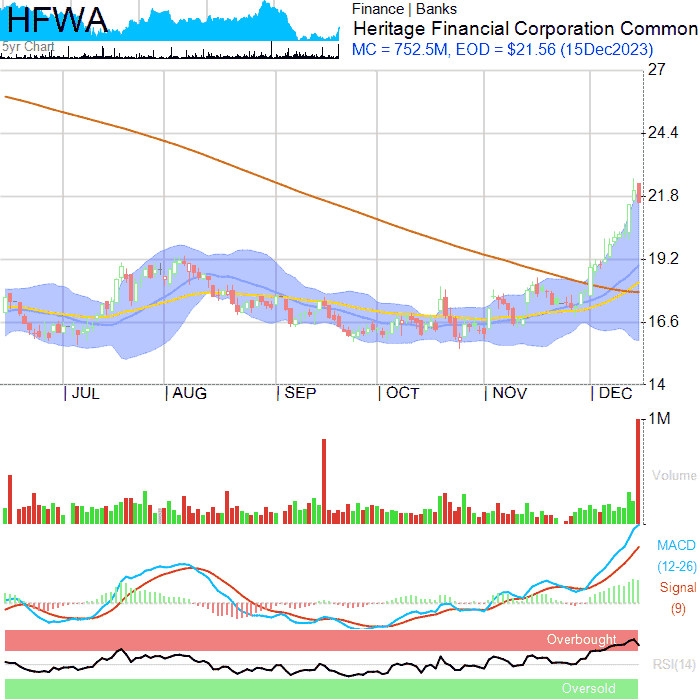 HFWA
5yr Chart
Finance | Banks
Heritage Financial Corporation Common
MC = 752.5M, EOD = $21.56 (15Dec2023)
27
24.4
21.8
19.2
16.6
14
JUL
AUG
SEP
OCT
NOV
DEC
1M
Volume
MACD
(12-26)
Signal
(9)
Overbought
RSI(14)
Oversold